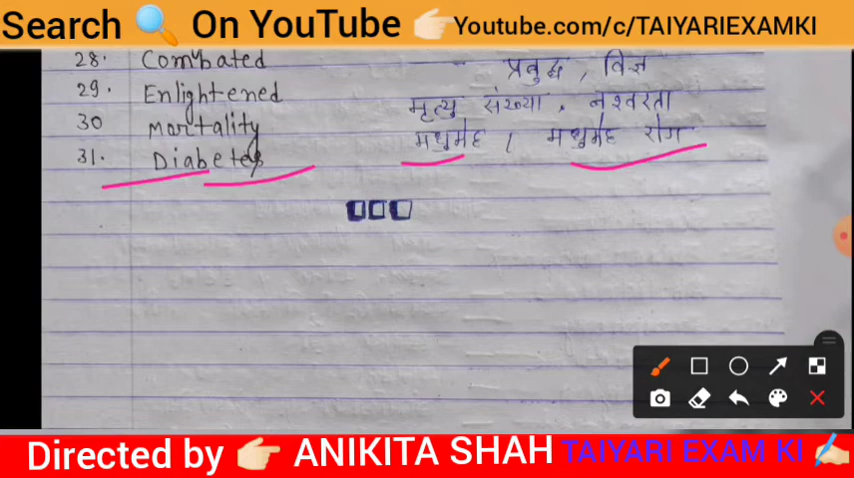 Search 🔍 On YouTube 👉🏻Youtube.com/c/TAIYARIEXAMKI
28. Combated
29. Enlightened प्रबुद्ध, विज्ञ
30 Mortality मृत्यु संख्या, नश्वरता
31. Diabetes मधुमेह, मधुमेह रोग
Directed by 👉🏻 ANIKITA SHAH TAIYARI EXAM KI ✍🏻